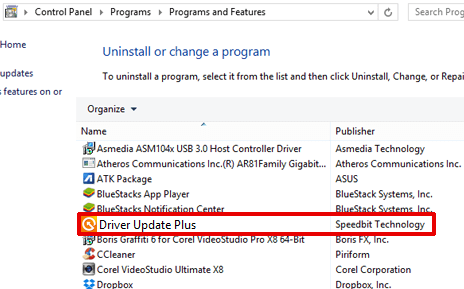 Control Panel > Programs > Programs and Features
Search Prog
Home
Uninstall or change a program
updates
To uninstall a program, select it from the list and then click Uninstall, Change, or Repai
s features on or
Organize
Name Publisher
Asmedia ASM104x USB 3.0 Host Controller Driver Asmedia Technology
Atheros Communications Inc.(R) AR81Family Gigabit... Atheros Communications Inc.
ATK Package ASUS
BlueStacks App Player BlueStack Systems, Inc.
BlueStacks Notification Center BlueStack Systems, Inc.
Driver Update Plus Speedbit Technology
Boris Graffiti 6 for Corel VideoStudio Pro X8 64-Bit Boris FX, Inc.
CCleaner Piriform
Corel VideoStudio Ultimate X8 Corel Corporation
Dropbox Dropbox, Inc.